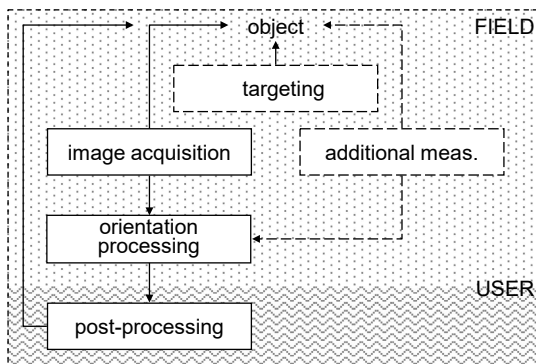 object
FIELD
targeting
image acquisition
additional meas.
orientation
processing
USER
post-processing